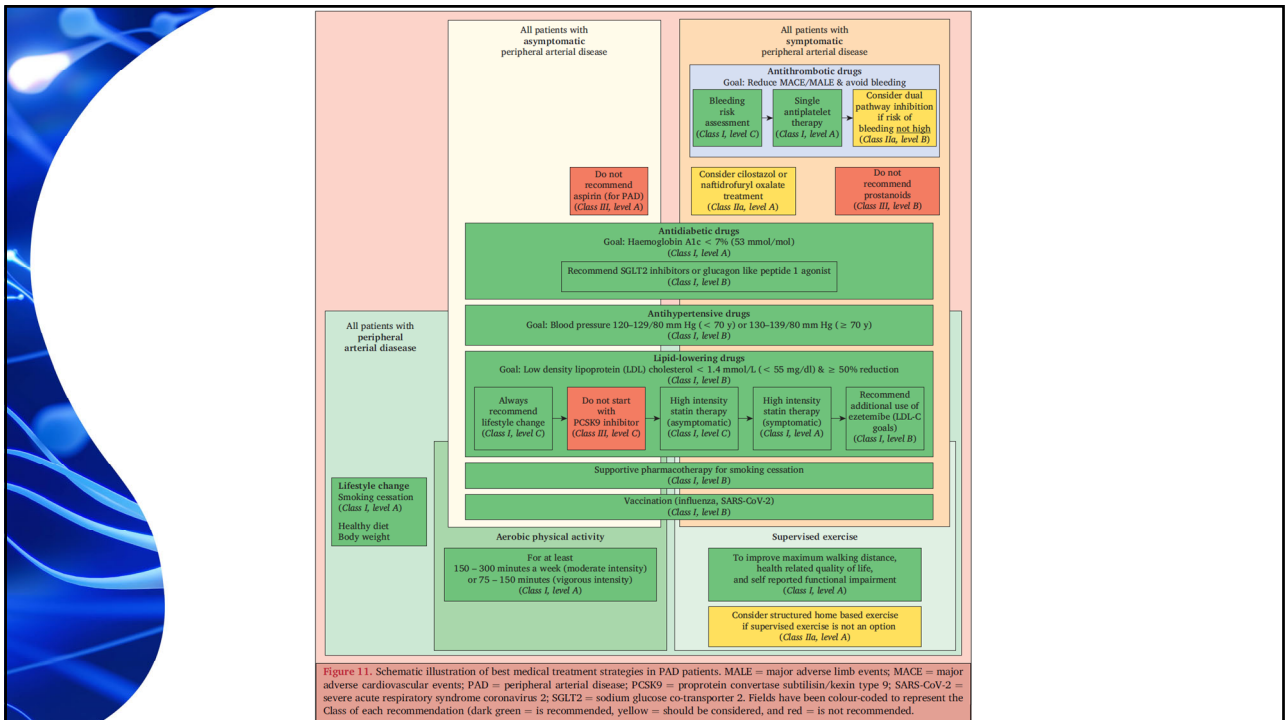 All patients with
asymptomatic
peripheral arterial disease
All patients with
symptomatic
peripheral arterial disease
Antithrombotic drugs
Goal: Reduce MACE/MALE & avoid bleeding
Bleeding
risk
assessment
(Class I, level C)
Single
antiplatelet
therapy
(Class I, level A)
Consider dual
pathway inhibition
if risk of
bleeding not high
(Class IIa, level B)
Do not
recommend
aspirin (for PAD)
(Class III, level A)
Consider cilostazol or
naftidrofuryl oxalate
treatment
(Class IIa, level A)
Do not
recommend
prostanoids
(Class III, level B)
Antidiabetic drugs
Goal: Haemoglobin A1c < 7% (53 mmol/mol)
(Class I, level A)
Recommend SGLT2 inhibitors or glucagon like peptide 1 agonist
(Class I, level B)
Antihypertensive drugs
Goal: Blood pressure 120–129/80 mm Hg (< 70 y) or 130–139/80 mm Hg (≥ 70 y)
(Class I, level B)
All patients with
peripheral
arterial diasease
Lipid-lowering drugs
Goal: Low density lipoprotein (LDL) cholesterol < 1.4 mmol/L (< 55 mg/dl) & ≥ 50% reduction
(Class I, level B)
Always
recommend
lifestyle change
(Class I, level C)
Do not start
with
PCSK9 inhibitor
(Class III, level C)
High intensity
statin therapy
(asymptomatic)
(Class I, level C)
High intensity
statin therapy
(symptomatic)
(Class I, level A)
Recommend
additional use of
ezetemibe (LDL-C
goals)
(Class I, level B)
Supportive pharmacotherapy for smoking cessation
(Class I, level B)
Vaccination (influenza, SARS-CoV-2)
(Class I, level B)
Lifestyle change
Smoking cessation
(Class I, level A)
Healthy diet
Body weight
Aerobic physical activity
For at least
150 – 300 minutes a week (moderate intensity)
or 75 – 150 minutes (vigorous intensity)
(Class I, level A)
Supervised exercise
To improve maximum walking distance,
health related quality of life,
and self reported functional impairment
(Class I, level A)
Consider structured home based exercise
if supervised exercise is not an option
(Class IIa, level A)
Figure 11. Schematic illustration of best medical treatment strategies in PAD patients. MALE = major adverse limb events; MACE = major
adverse cardiovascular events; PAD = peripheral arterial disease; PCSK9 = proprotein convertase subtilisin/kexin type 9; SARS-CoV-2 =
severe acute respiratory syndrome coronavirus 2; SGLT2 = sodium glucose co-transporter 2. Fields have been colour-coded to represent the
Class of each recommendation (dark green = is recommended, yellow = should be considered, and red = is not recommended.